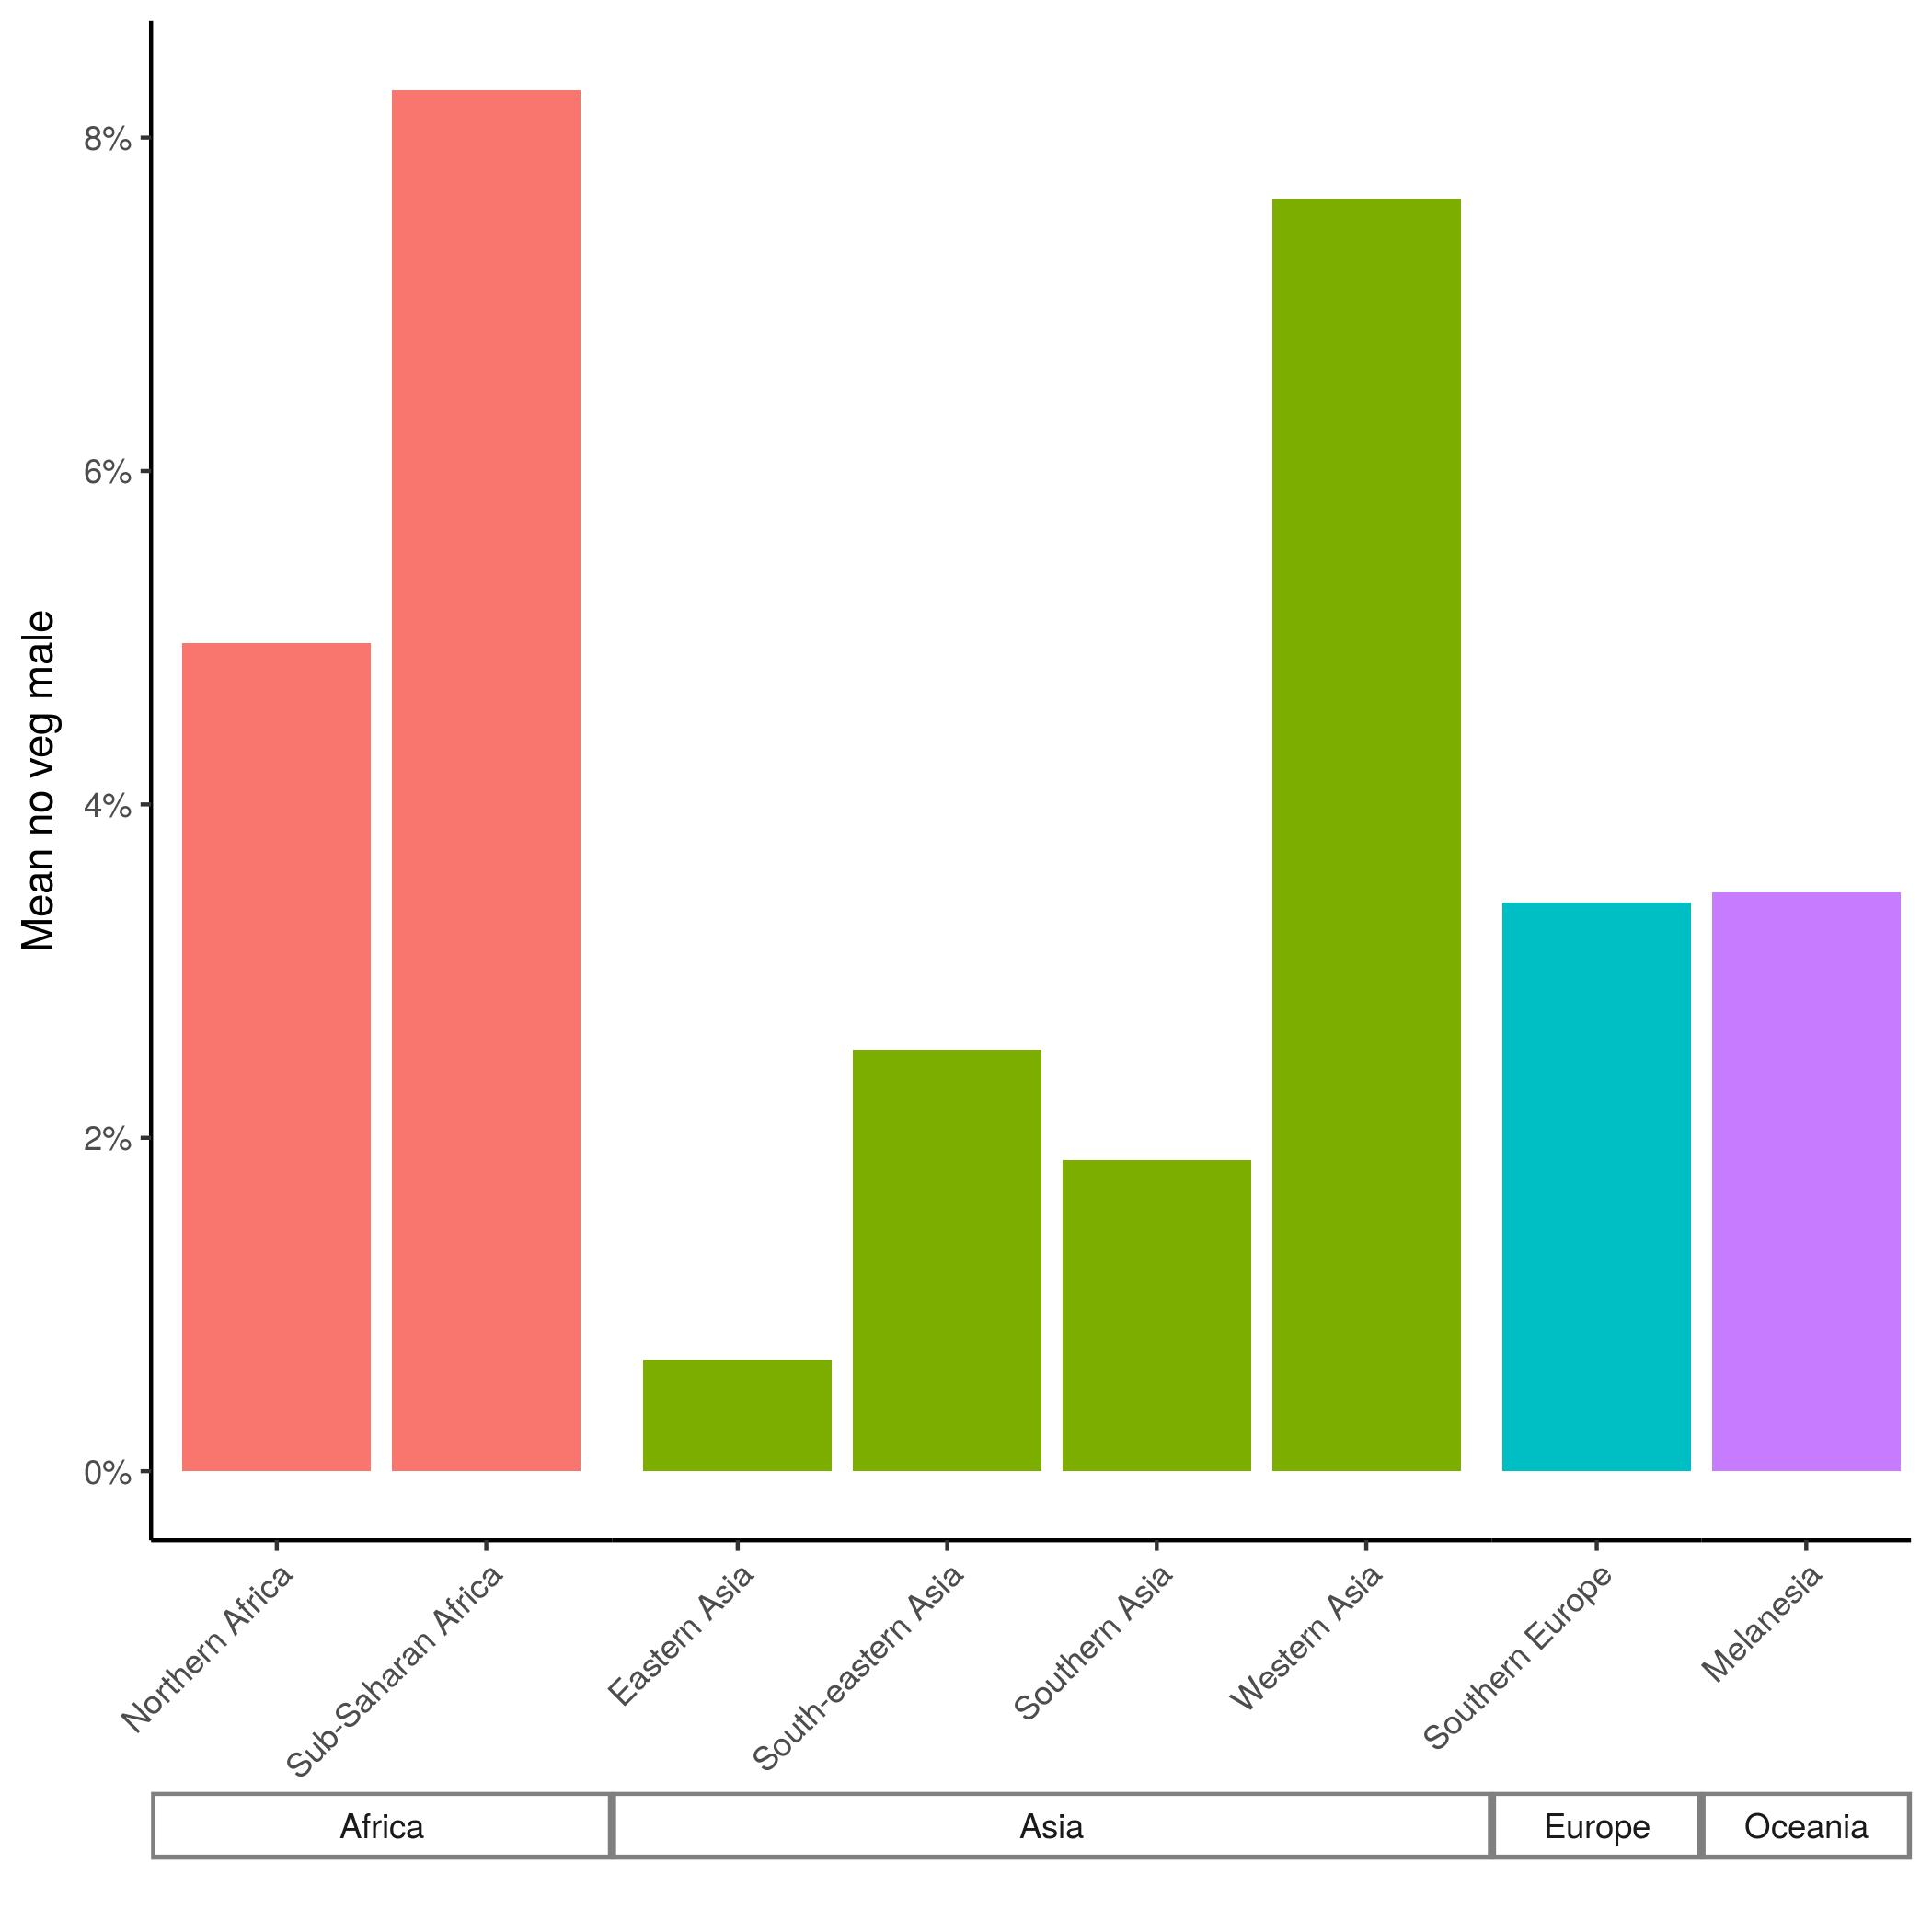 Mean no veg male
8%
6%
4%
2%
0%
Northern Africa
Sub-Saharan Africa
Eastern Asia
South-eastern Asia
Southern Asia
Western Asia
Southern Europe
Melanesia
Africa
Asia
Europe
Oceania